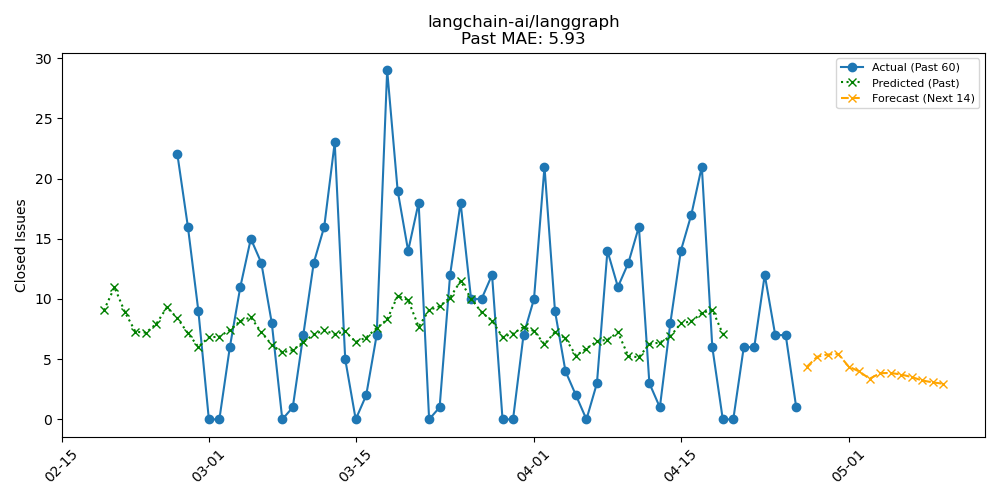 langchain-ai/langgraph
Past MAE: 5.93
Closed Issues
30
25
20
15
10
5
0
Actual (Past 60)
Predicted (Past)
Forecast (Next 14)
02-15
03-01
03-15
04-01
04-15
05-01